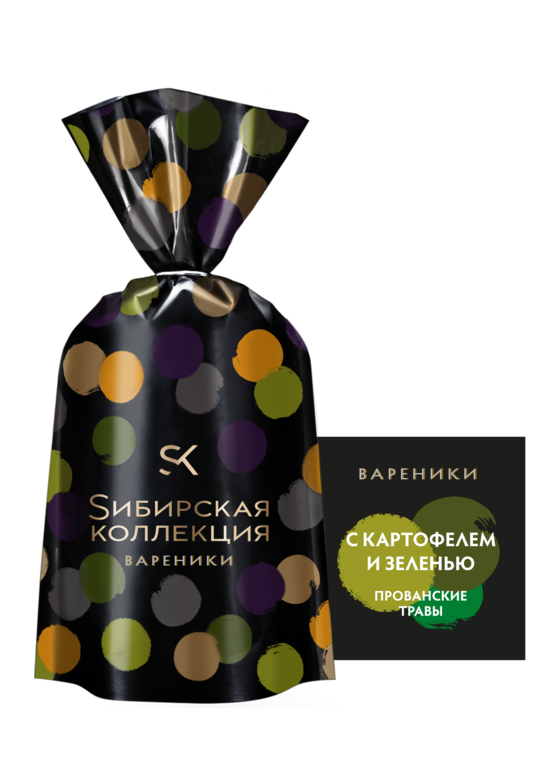 SK
SИБИРСКАЯ
КОЛЛЕКЦИЯ
ВАРЕНИКИ
ВАРЕНИКИ
С КАРТОФЕЛЕМ
И ЗЕЛЕНЬЮ
ПРОВАНСКИЕ
ТРАВЫ